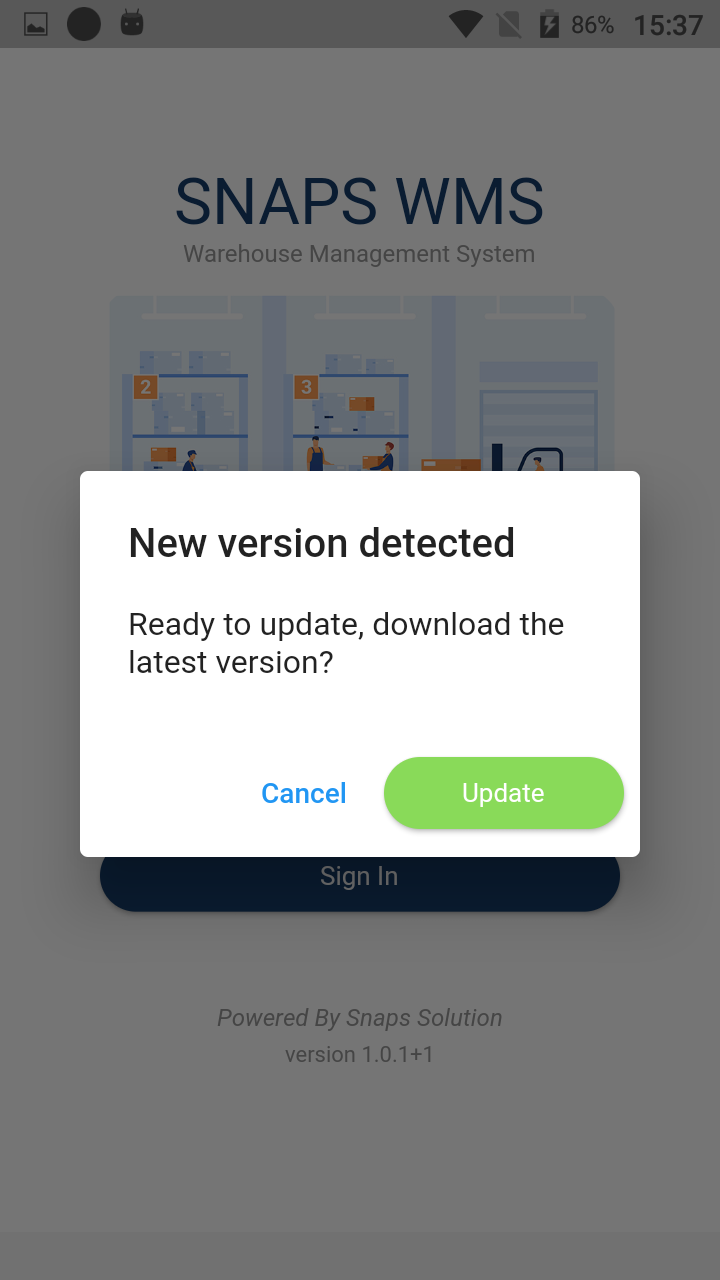 86% 15:37
SNAPS WMS
Warehouse Management System
2 3
New version detected
Ready to update, download the
latest version?
Cancel Update
Sign In
Powered By Snaps Solution
version 1.0.1+1